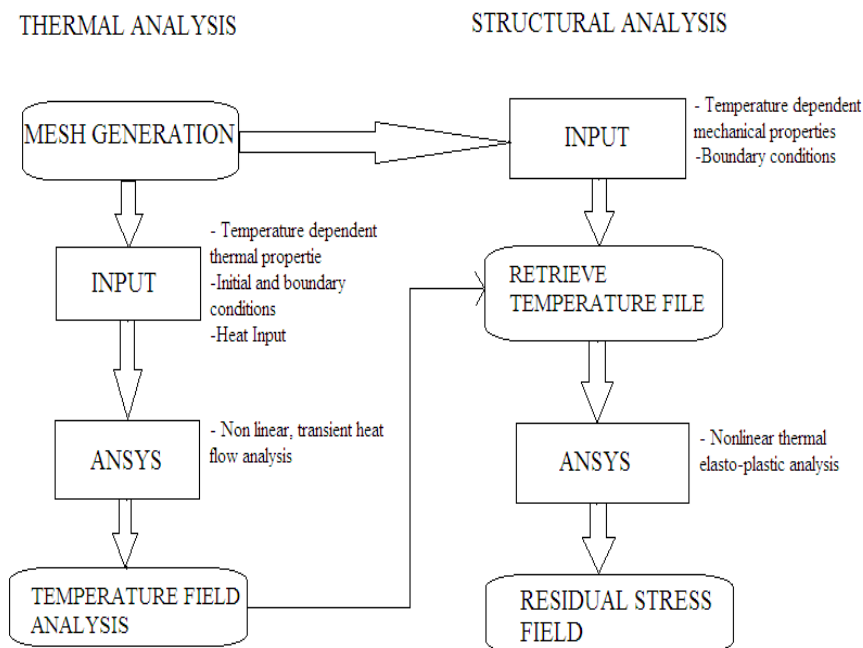 THERMAL ANALYSIS
STRUCTURAL ANALYSIS
MESH GENERATION
INPUT
- Temperature dependent
mechanical properties
-Boundary conditions
INPUT
- Temperature dependent
thermal propertie
-Initial and boundary
conditions
-Heat Input
RETRIEVE
TEMPERATURE FILE
ANSYS
- Non linear, transient heat
flow analysis
ANSYS
- Nonlinear thermal
elasto-plastic analysis
TEMPERATURE FIELD
ANALYSIS
RESIDUAL STRESS
FIELD